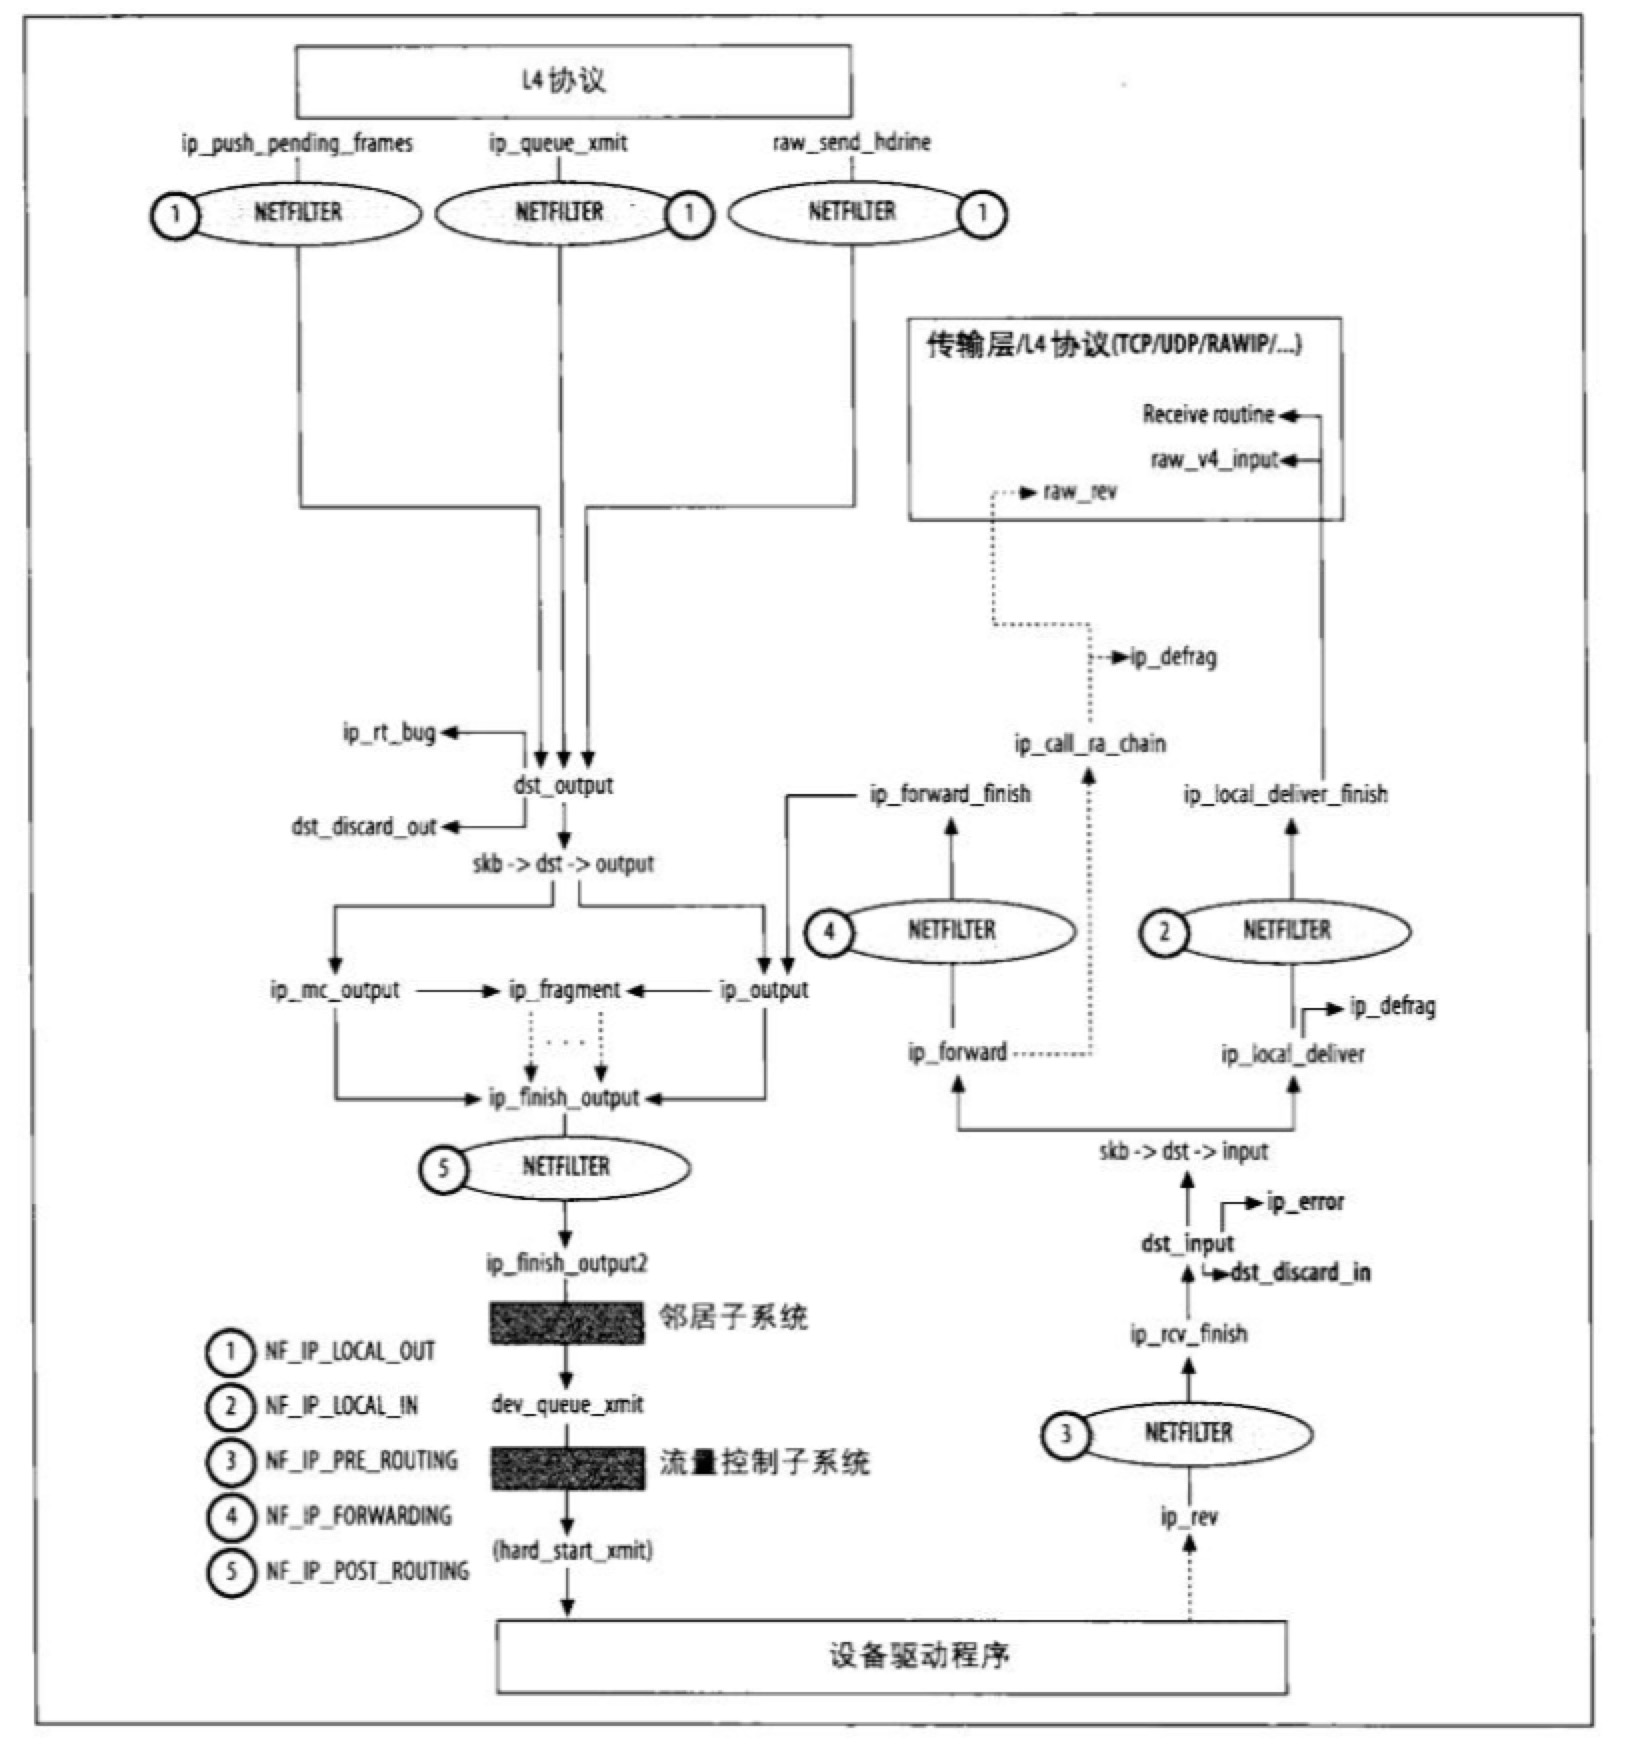 L4 协议
ip_push_pending_frames
ip_queue_xmit
raw_send_hdrine
1
NETFILTER
NETFILTER
1
NETFILTER
1
传输层/L4 协议(TCP/UDP/RAWIP/...)
Receive routine
raw_v4_input
raw_rev
ip_defrag
ip_rt_bug
ip_call_ra_chain
dst_output
ip_forward_finish
ip_local_deliver_finish
dst_discard_out
skb -> dst -> output
4
NETFILTER
2
NETFILTER
ip_mc_output
ip_fragment
ip_output
ip_defrag
. . .
ip_forward
ip_local_deliver
ip_finish_output
skb -> dst -> input
5
NETFILTER
ip_error
dst_input
ip_finish_output2
dst_discard_in
邻居子系统
ip_rcv_finish
1 NF_IP_LOCAL_OUT
2 NF_IP_LOCAL_IN
dev_queue_xmit
3
NETFILTER
3 NF_IP_PRE_ROUTING
流量控制子系统
4 NF_IP_FORWARDING
ip_rev
(hard_start_xmit)
5 NF_IP_POST_ROUTING
设备驱动程序